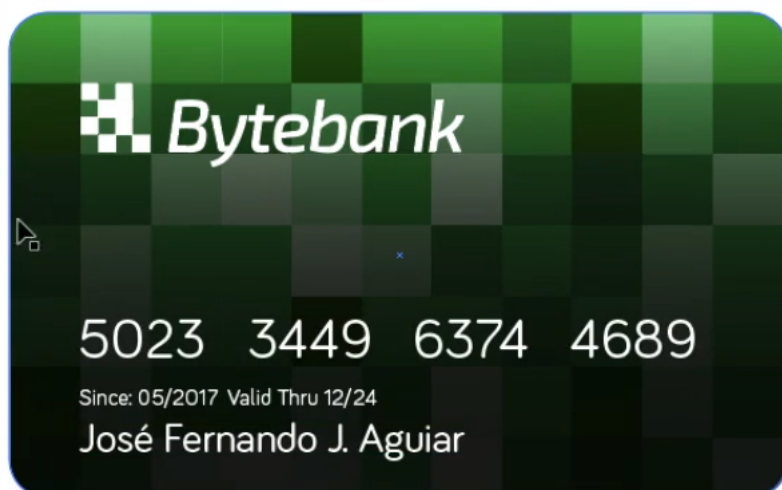 Bytebank
5023 3449 6374 4689
Since: 05/2017 Valid Thru 12/24
José Fernando J. Aguiar